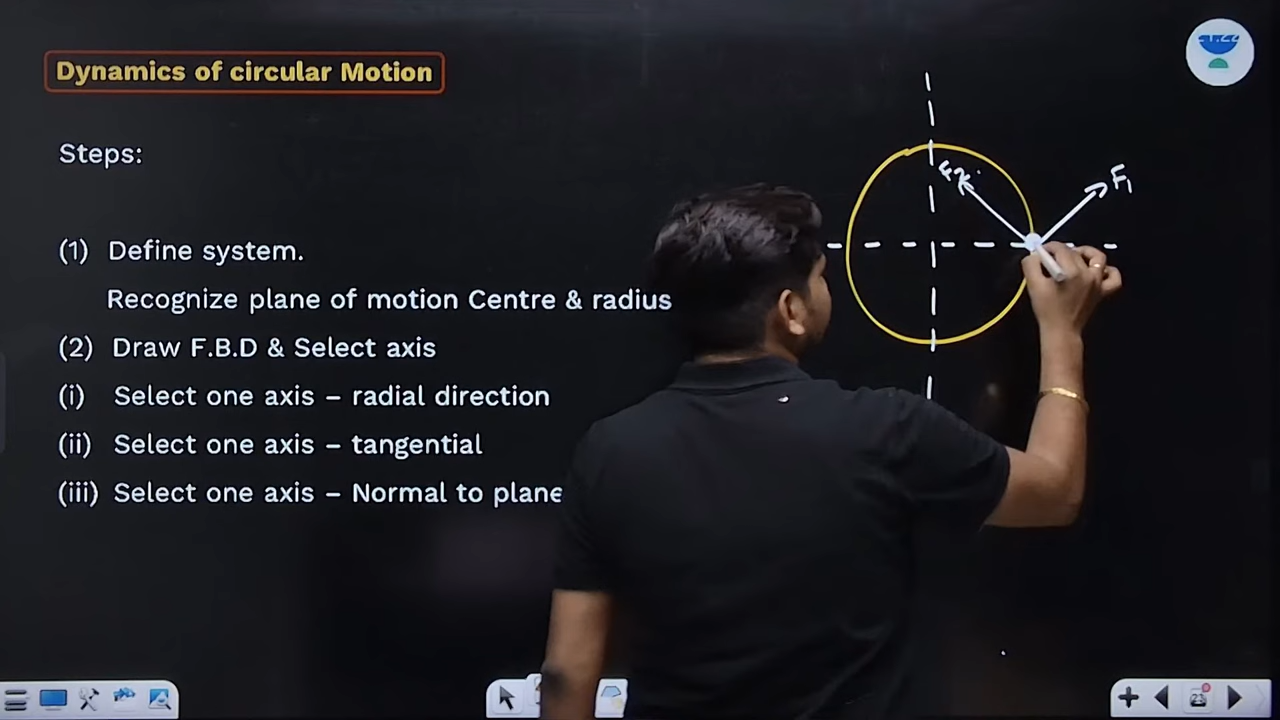 Dynamics of circular Motion
Steps:
(1) Define system.
Recognize plane of motion Centre & radius
(2) Draw F.B.D & Select axis
(i) Select one axis – radial direction
(ii) Select one axis – tangential
(iii) Select one axis – Normal to plane
F₁
23